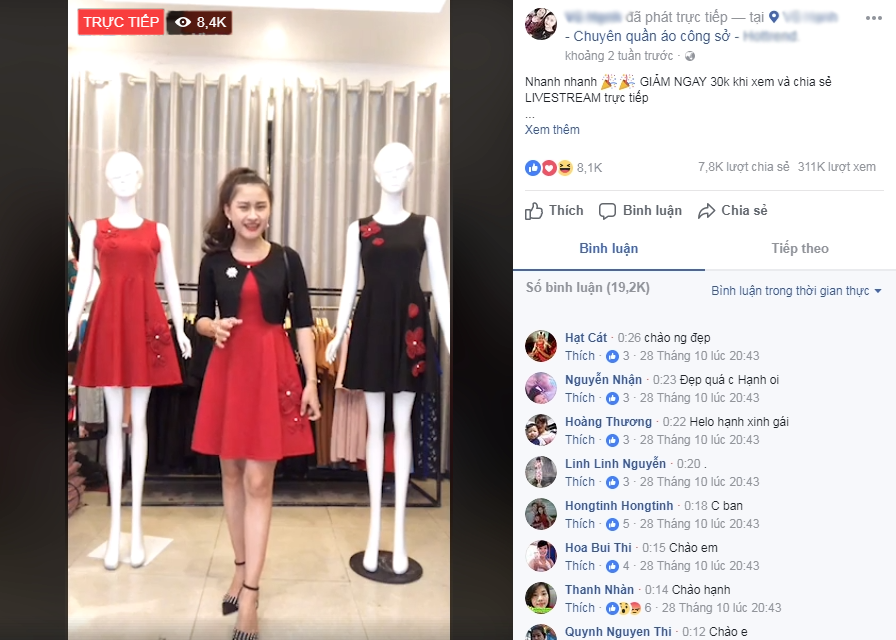 TRỰC TIẾP 8,4K
đã phát trực tiếp — tại
- Chuyên quần áo công sở -
khoảng 2 tuần trước ·
Nhanh nhanh 🎉🎉 GIẢM NGAY 30k khi xem và chia sẻ
LIVESTREAM trực tiếp
...
Xem thêm
8,1K 7,8K lượt chia sẻ 311K lượt xem
Thích Bình luận Chia sẻ
Bình luận Tiếp theo
Số bình luận (19,2K) Bình luận trong thời gian thực
Hạt Cát · 0:26 chào ng đẹp
Thích · 3 · 28 Tháng 10 lúc 20:43
Nguyễn Nhận · 0:23 Đẹp quá c Hạnh oi
Thích · 3 · 28 Tháng 10 lúc 20:43
Hoàng Thương · 0:22 Helo hạnh xinh gái
Thích · 3 · 28 Tháng 10 lúc 20:43
Linh Linh Nguyễn · 0:20 .
Thích · 3 · 28 Tháng 10 lúc 20:43
Hongtinh Hongtinh · 0:18 C ban
Thích · 5 · 28 Tháng 10 lúc 20:43
Hoa Bui Thi · 0:15 Chào em
Thích · 4 · 28 Tháng 10 lúc 20:43
Thanh Nhàn · 0:14 Chào hạnh
Thích · 6 · 28 Tháng 10 lúc 20:43
Quynh Nguyen Thi · 0:12 Chào e